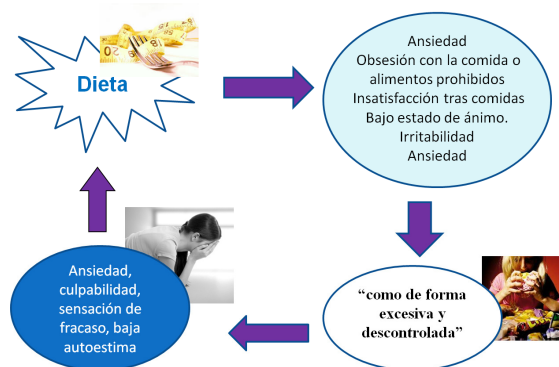 Dieta
Ansiedad
Obsesión con la comida o
alimentos prohibidos
Insatisfacción tras comidas
Bajo estado de ánimo.
Irritabilidad
Ansiedad
“como de forma
excesiva y
descontrolada”
Ansiedad,
culpabilidad,
sensación de
fracaso, baja
autoestima